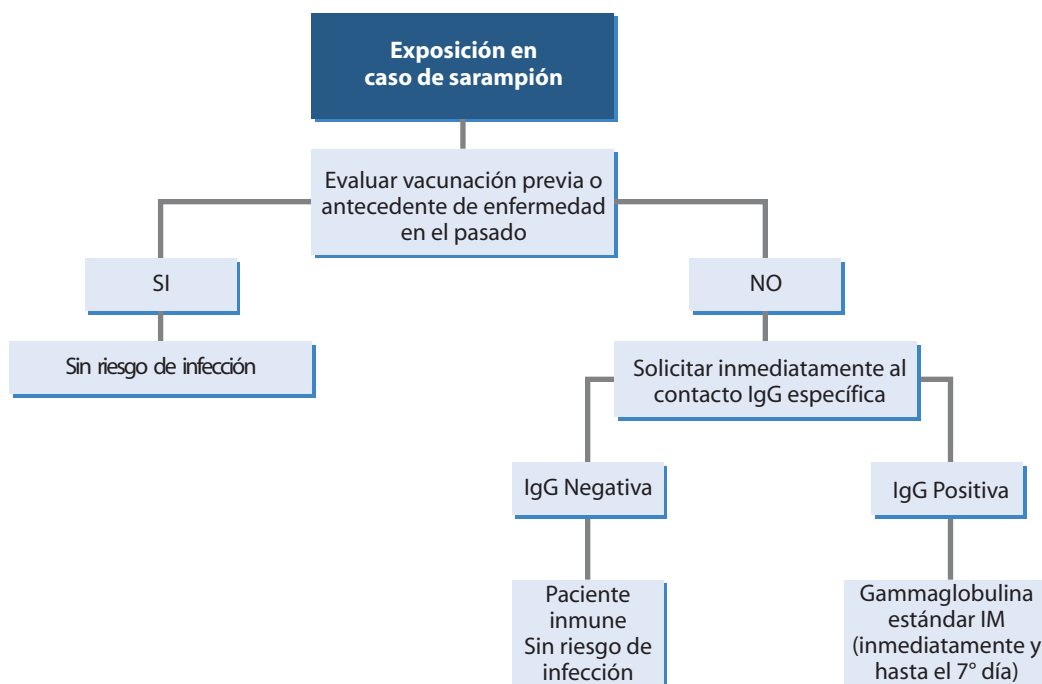 Exposición en
caso de sarampión
Evaluar vacunación previa o
antecedente de enfermedad
en el pasado
SI
NO
Sin riesgo de infección
Solicitar inmediatamente al
contacto IgG específica
IgG Negativa
IgG Positiva
Paciente
inmune
Sin riesgo de
infección
Gammaglobulina
estándar IM
(inmediatamente y
hasta el 7° día)